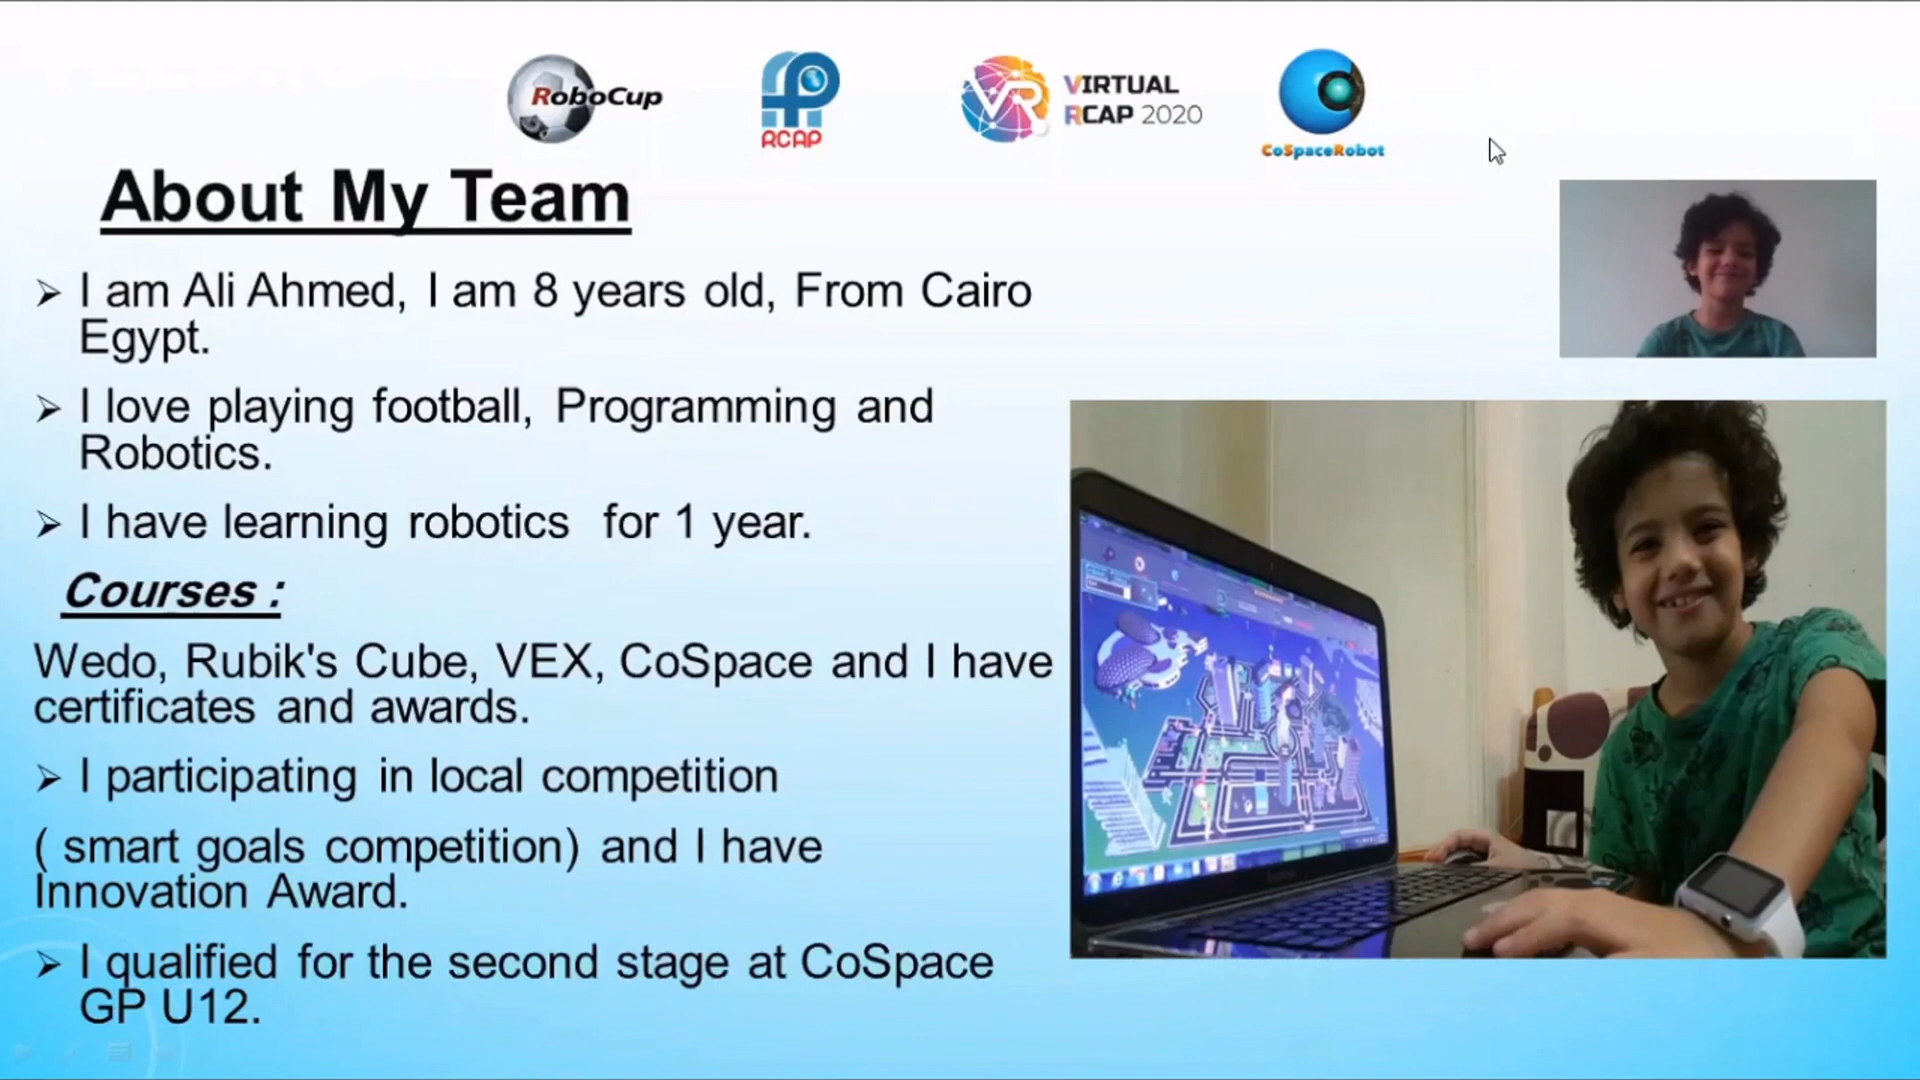 RoboCup
RCAP
VR
VIRTUAL
RCAP 2020
CoSpaceRobot
About My Team
➢ I am Ali Ahmed, I am 8 years old, From Cairo
Egypt.
➢ I love playing football, Programming and
Robotics.
➢ I have learning robotics for 1 year.
Courses :
Wedo, Rubik's Cube, VEX, CoSpace and I have
certificates and awards.
➢ I participating in local competition
( smart goals competition) and I have
Innovation Award.
➢ I qualified for the second stage at CoSpace
GP U12.